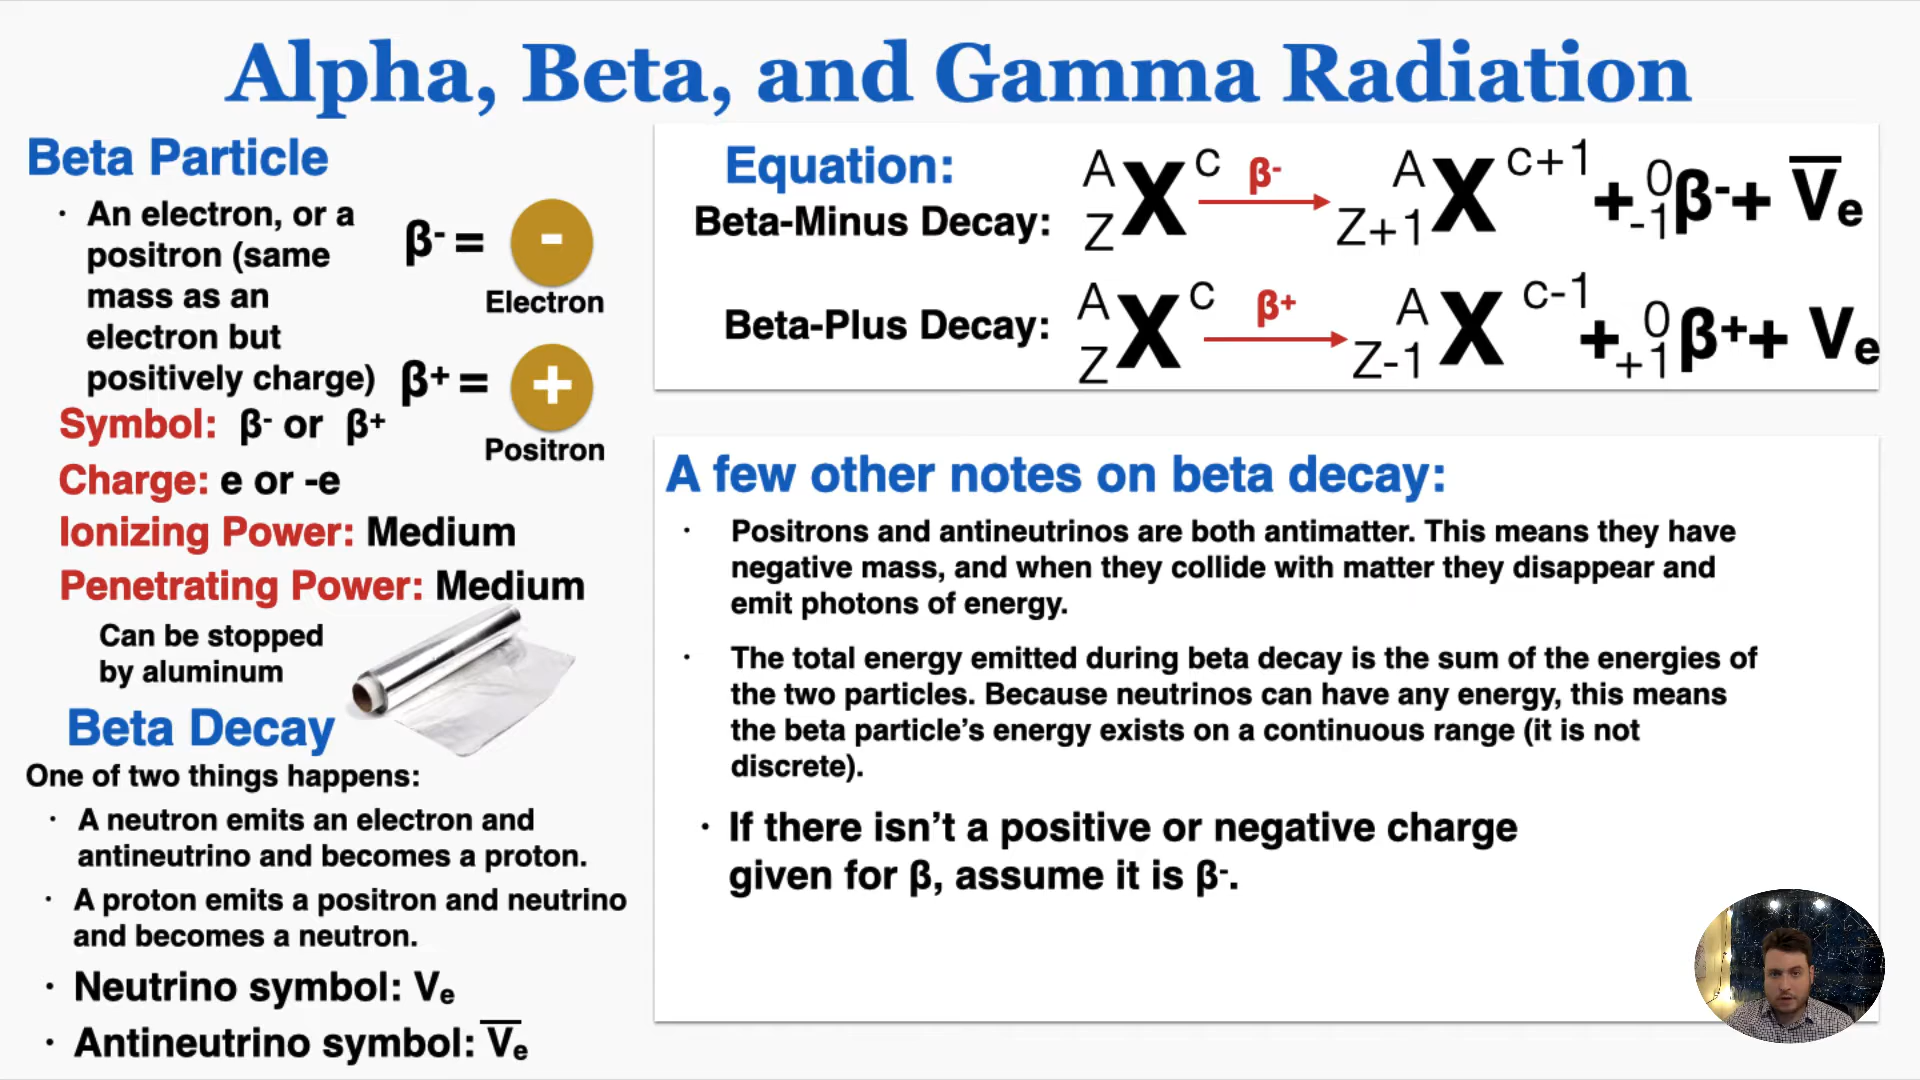 Alpha, Beta, and Gamma Radiation
Beta Particle
· An electron, or a
positron (same
mass as an
electron but
positively charge)
β- =
-
Electron
β+ =
+
Positron
Symbol: β- or β+
Charge: e or -e
Ionizing Power: Medium
Penetrating Power: Medium
Can be stopped
by aluminum
Beta Decay
One of two things happens:
· A neutron emits an electron and
antineutrino and becomes a proton.
· A proton emits a positron and neutrino
and becomes a neutron.
· Neutrino symbol: Vₑ
· Antineutrino symbol: V̅ₑ
Equation:
Beta-Minus Decay: A Z X c β- A Z+1 X c+1 + 0 -1 β- + V̅ₑ
Beta-Plus Decay: A Z X c β+ A Z-1 X c-1 + 0 +1 β+ + Vₑ
A few other notes on beta decay:
· Positrons and antineutrinos are both antimatter. This means they have
negative mass, and when they collide with matter they disappear and
emit photons of energy.
· The total energy emitted during beta decay is the sum of the energies of
the two particles. Because neutrinos can have any energy, this means
the beta particle’s energy exists on a continuous range (it is not
discrete).
· If there isn’t a positive or negative charge
given for β, assume it is β-.